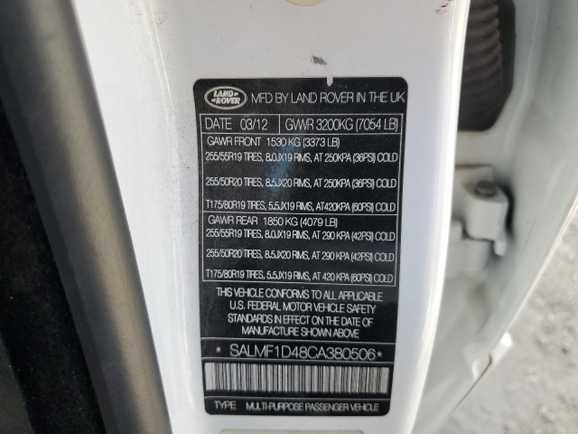 LAND ROVER MFD BY LAND ROVER IN THE UK
DATE 03/12 GVWR 3200KG (7054 LB)
GAWR FRONT 1530 KG (3373 LB)
255/55R19 TIRES, 8.0JX19 RIMS, AT 250KPA (36PSI) COLD
255/50R20 TIRES, 8.5JX20 RIMS, AT 250KPA (36PSI) COLD
T175/80R19 TIRES, 5.5JX19 RIMS, AT420KPA (60PSI) COLD
GAWR REAR 1850 KG (4079 LB)
255/55R19 TIRES, 8.0JX19 RIMS, AT 290 KPA (42PSI) COLD
255/50R20 TIRES, 8.5JX20 RIMS, AT 290 KPA (42PSI) COLD
T175/80R19 TIRES, 5.5JX19 RIMS, AT 420 KPA (60PSI) COLD
THIS VEHICLE CONFORMS TO ALL APPLICABLE
U.S. FEDERAL MOTOR VEHICLE SAFETY
STANDARDS IN EFFECT ON THE DATE OF
MANUFACTURE SHOWN ABOVE.
* SALMF1D48CA380506 *
TYPE MULTI-PURPOSE PASSENGER VEHICLE